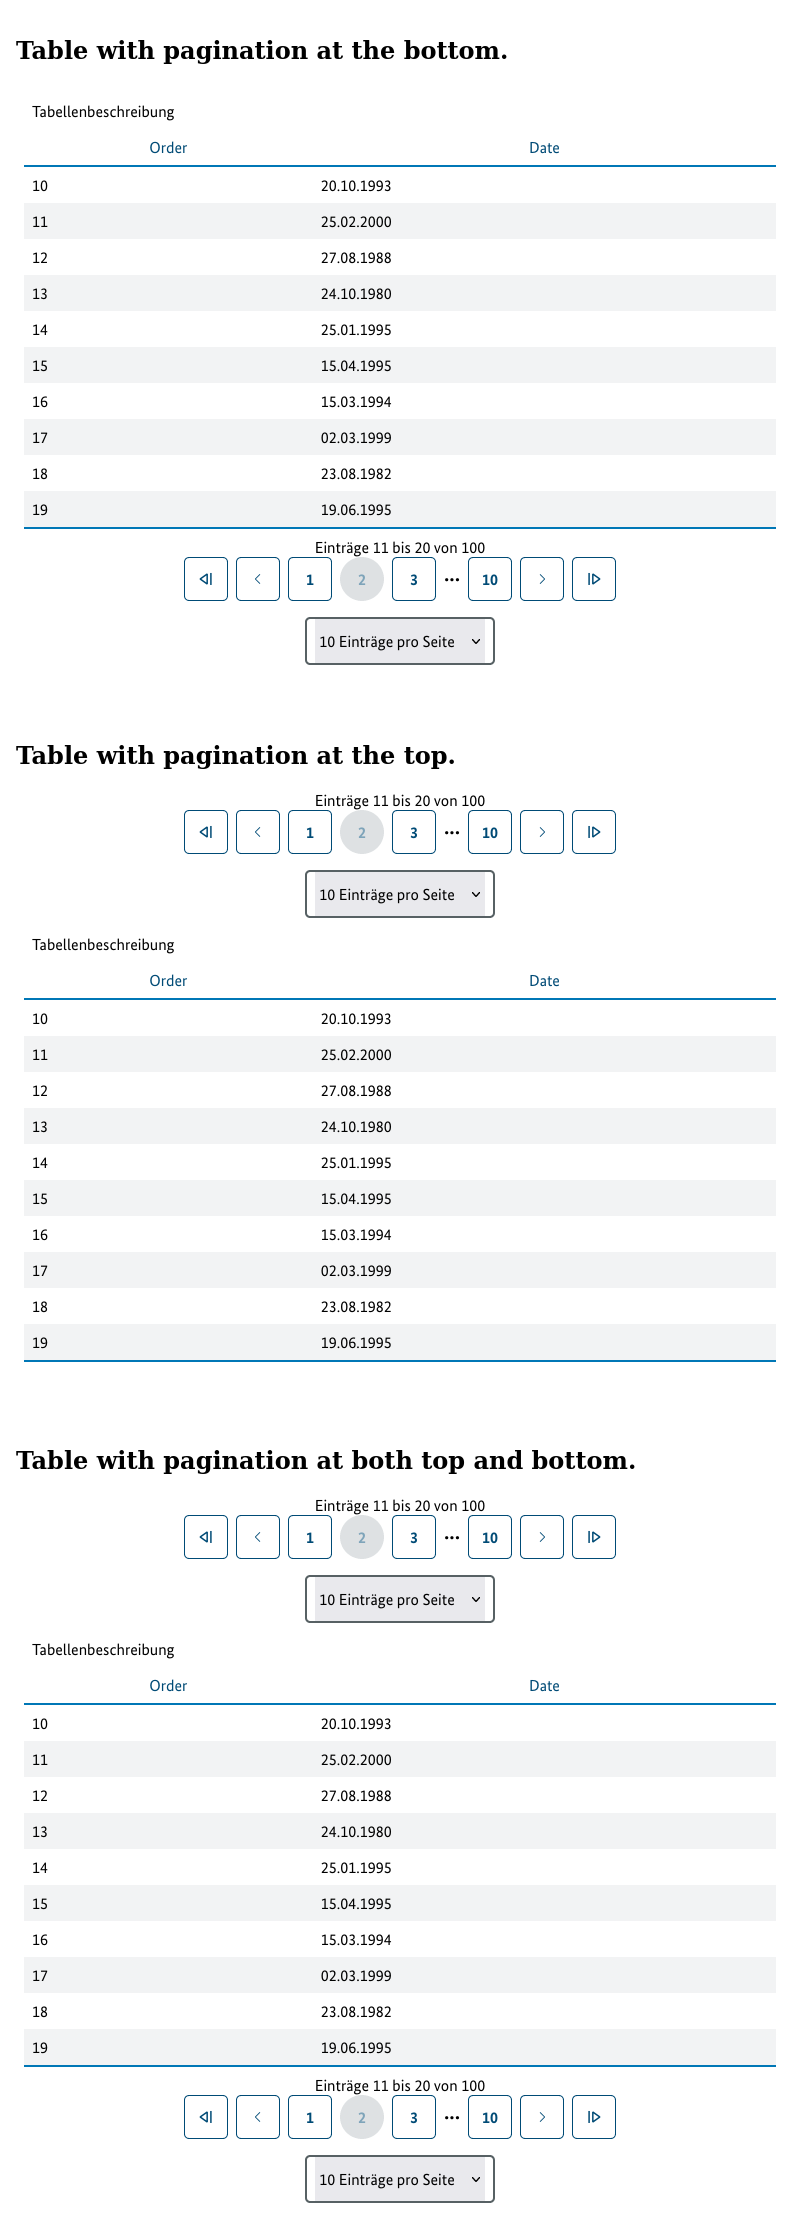 Table with pagination at the bottom.
Tabellenbeschreibung
Order Date
10 20.10.1993
11 25.02.2000
12 27.08.1988
13 24.10.1980
14 25.01.1995
15 15.04.1995
16 15.03.1994
17 02.03.1999
18 23.08.1982
19 19.06.1995
Einträge 11 bis 20 von 100
1 2 3 ••• 10
10 Einträge pro Seite
Table with pagination at the top.
Einträge 11 bis 20 von 100
1 2 3 ••• 10
10 Einträge pro Seite
Tabellenbeschreibung
Order Date
10 20.10.1993
11 25.02.2000
12 27.08.1988
13 24.10.1980
14 25.01.1995
15 15.04.1995
16 15.03.1994
17 02.03.1999
18 23.08.1982
19 19.06.1995
Table with pagination at both top and bottom.
Einträge 11 bis 20 von 100
1 2 3 ••• 10
10 Einträge pro Seite
Tabellenbeschreibung
Order Date
10 20.10.1993
11 25.02.2000
12 27.08.1988
13 24.10.1980
14 25.01.1995
15 15.04.1995
16 15.03.1994
17 02.03.1999
18 23.08.1982
19 19.06.1995
Einträge 11 bis 20 von 100
1 2 3 ••• 10
10 Einträge pro Seite